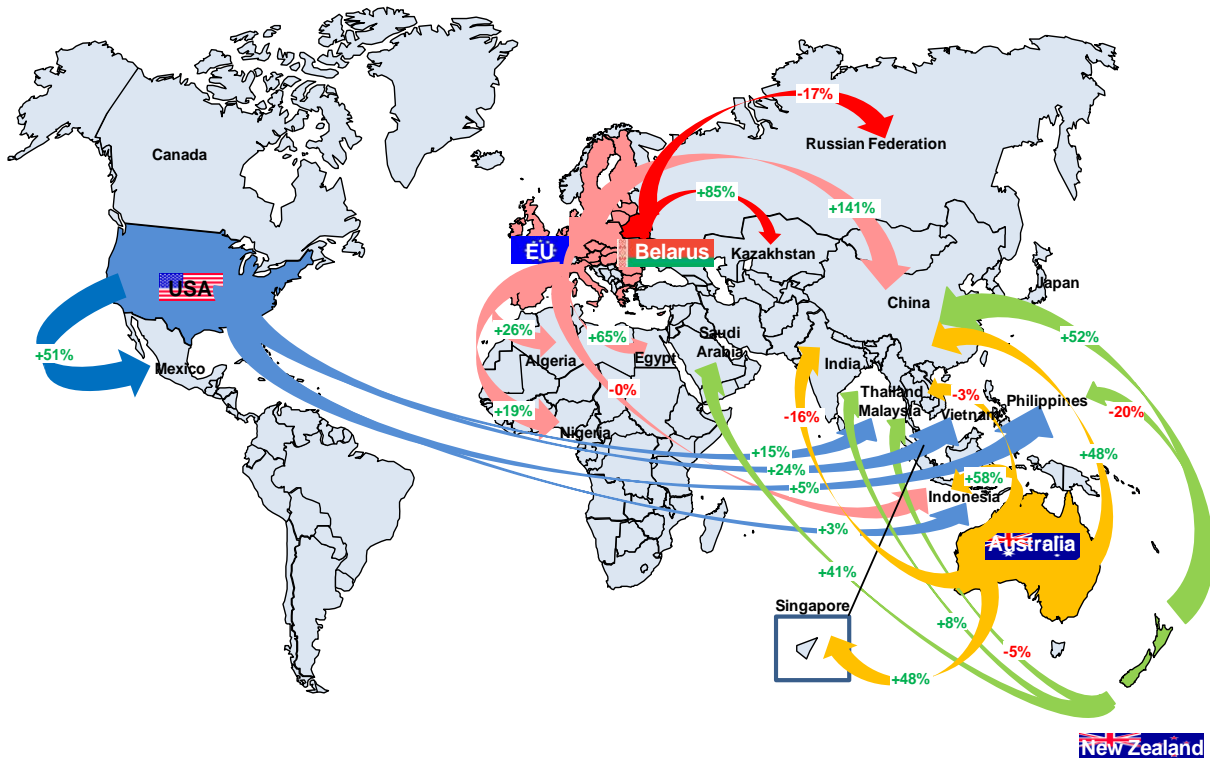 -17%
Russian Federation
Canada
+85%
+141%
EU
Belarus
Kazakhstan
USA
Japan
China
+26%
+65%
Saudi
Arabia
+52%
+51%
Mexico
Algeria
Egypt
India
-0%
Thailand
-3%
Philippines
Malaysia
Vietnam
-20%
+19%
-16%
Nigeria
+15%
+24%
+48%
+5%
+58%
Indonesia
+3%
Australia
+41%
Singapore
+8%
-5%
+48%
New Zealand